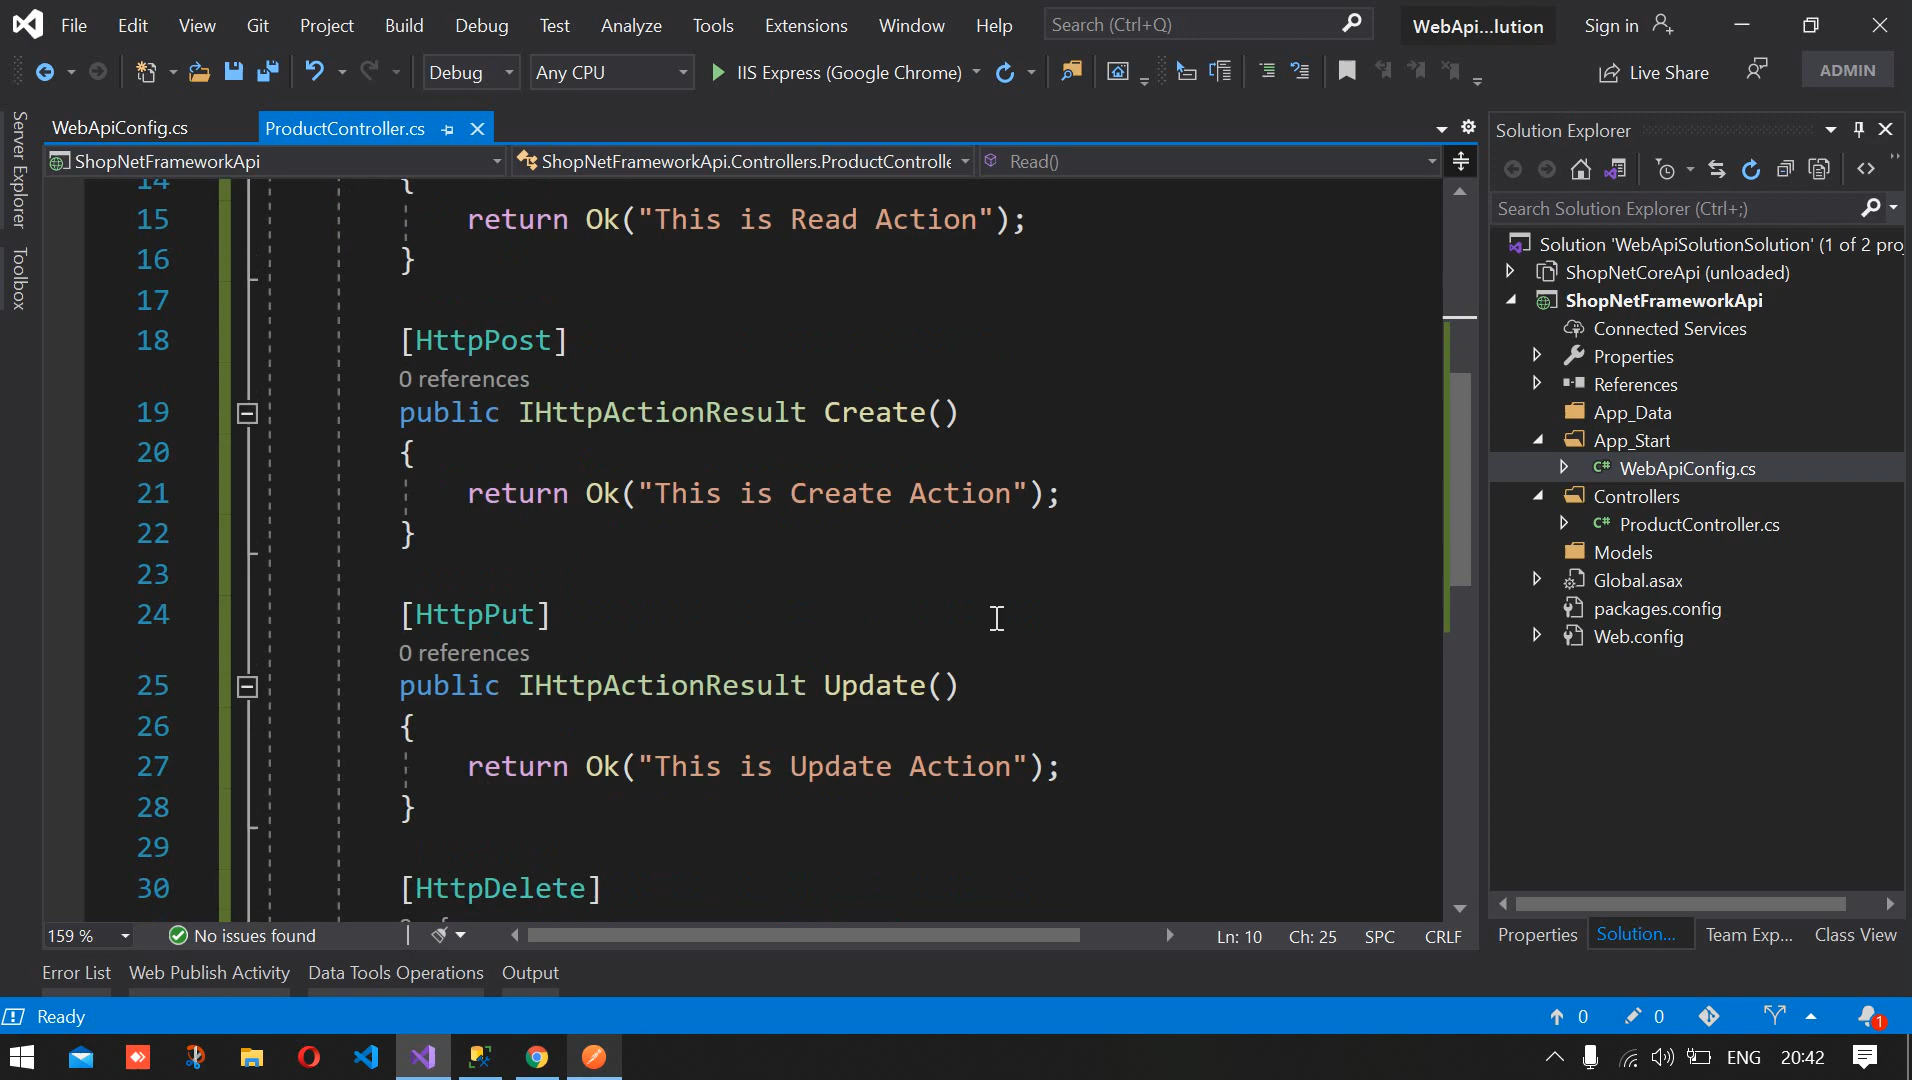 File Edit View Git Project Build Debug Test Analyze Tools Extensions Window Help Search (Ctrl+Q) WebApi...lution Sign in
Debug Any CPU IIS Express (Google Chrome) Live Share ADMIN
Server Explorer
Toolbox
WebApiConfig.cs ProductController.cs
ShopNetFrameworkApi ShopNetFrameworkApi.Controllers.ProductControlle Read()
14 {
15 return Ok("This is Read Action");
16 }
17
18 [HttpPost]
0 references
19 public IHttpActionResult Create()
20 {
21 return Ok("This is Create Action");
22 }
23
24 [HttpPut]
0 references
25 public IHttpActionResult Update()
26 {
27 return Ok("This is Update Action");
28 }
29
30 [HttpDelete]
159 % No issues found Ln: 10 Ch: 25 SPC CRLF
Error List Web Publish Activity Data Tools Operations Output
Solution Explorer
Search Solution Explorer (Ctrl+;)
Solution 'WebApiSolutionSolution' (1 of 2 pro
ShopNetCoreApi (unloaded)
ShopNetFrameworkApi
Connected Services
Properties
References
App_Data
App_Start
C# WebApiConfig.cs
Controllers
C# ProductController.cs
Models
Global.asax
packages.config
Web.config
Properties Solution... Team Exp... Class View
Ready 0 0 1
ENG 20:42